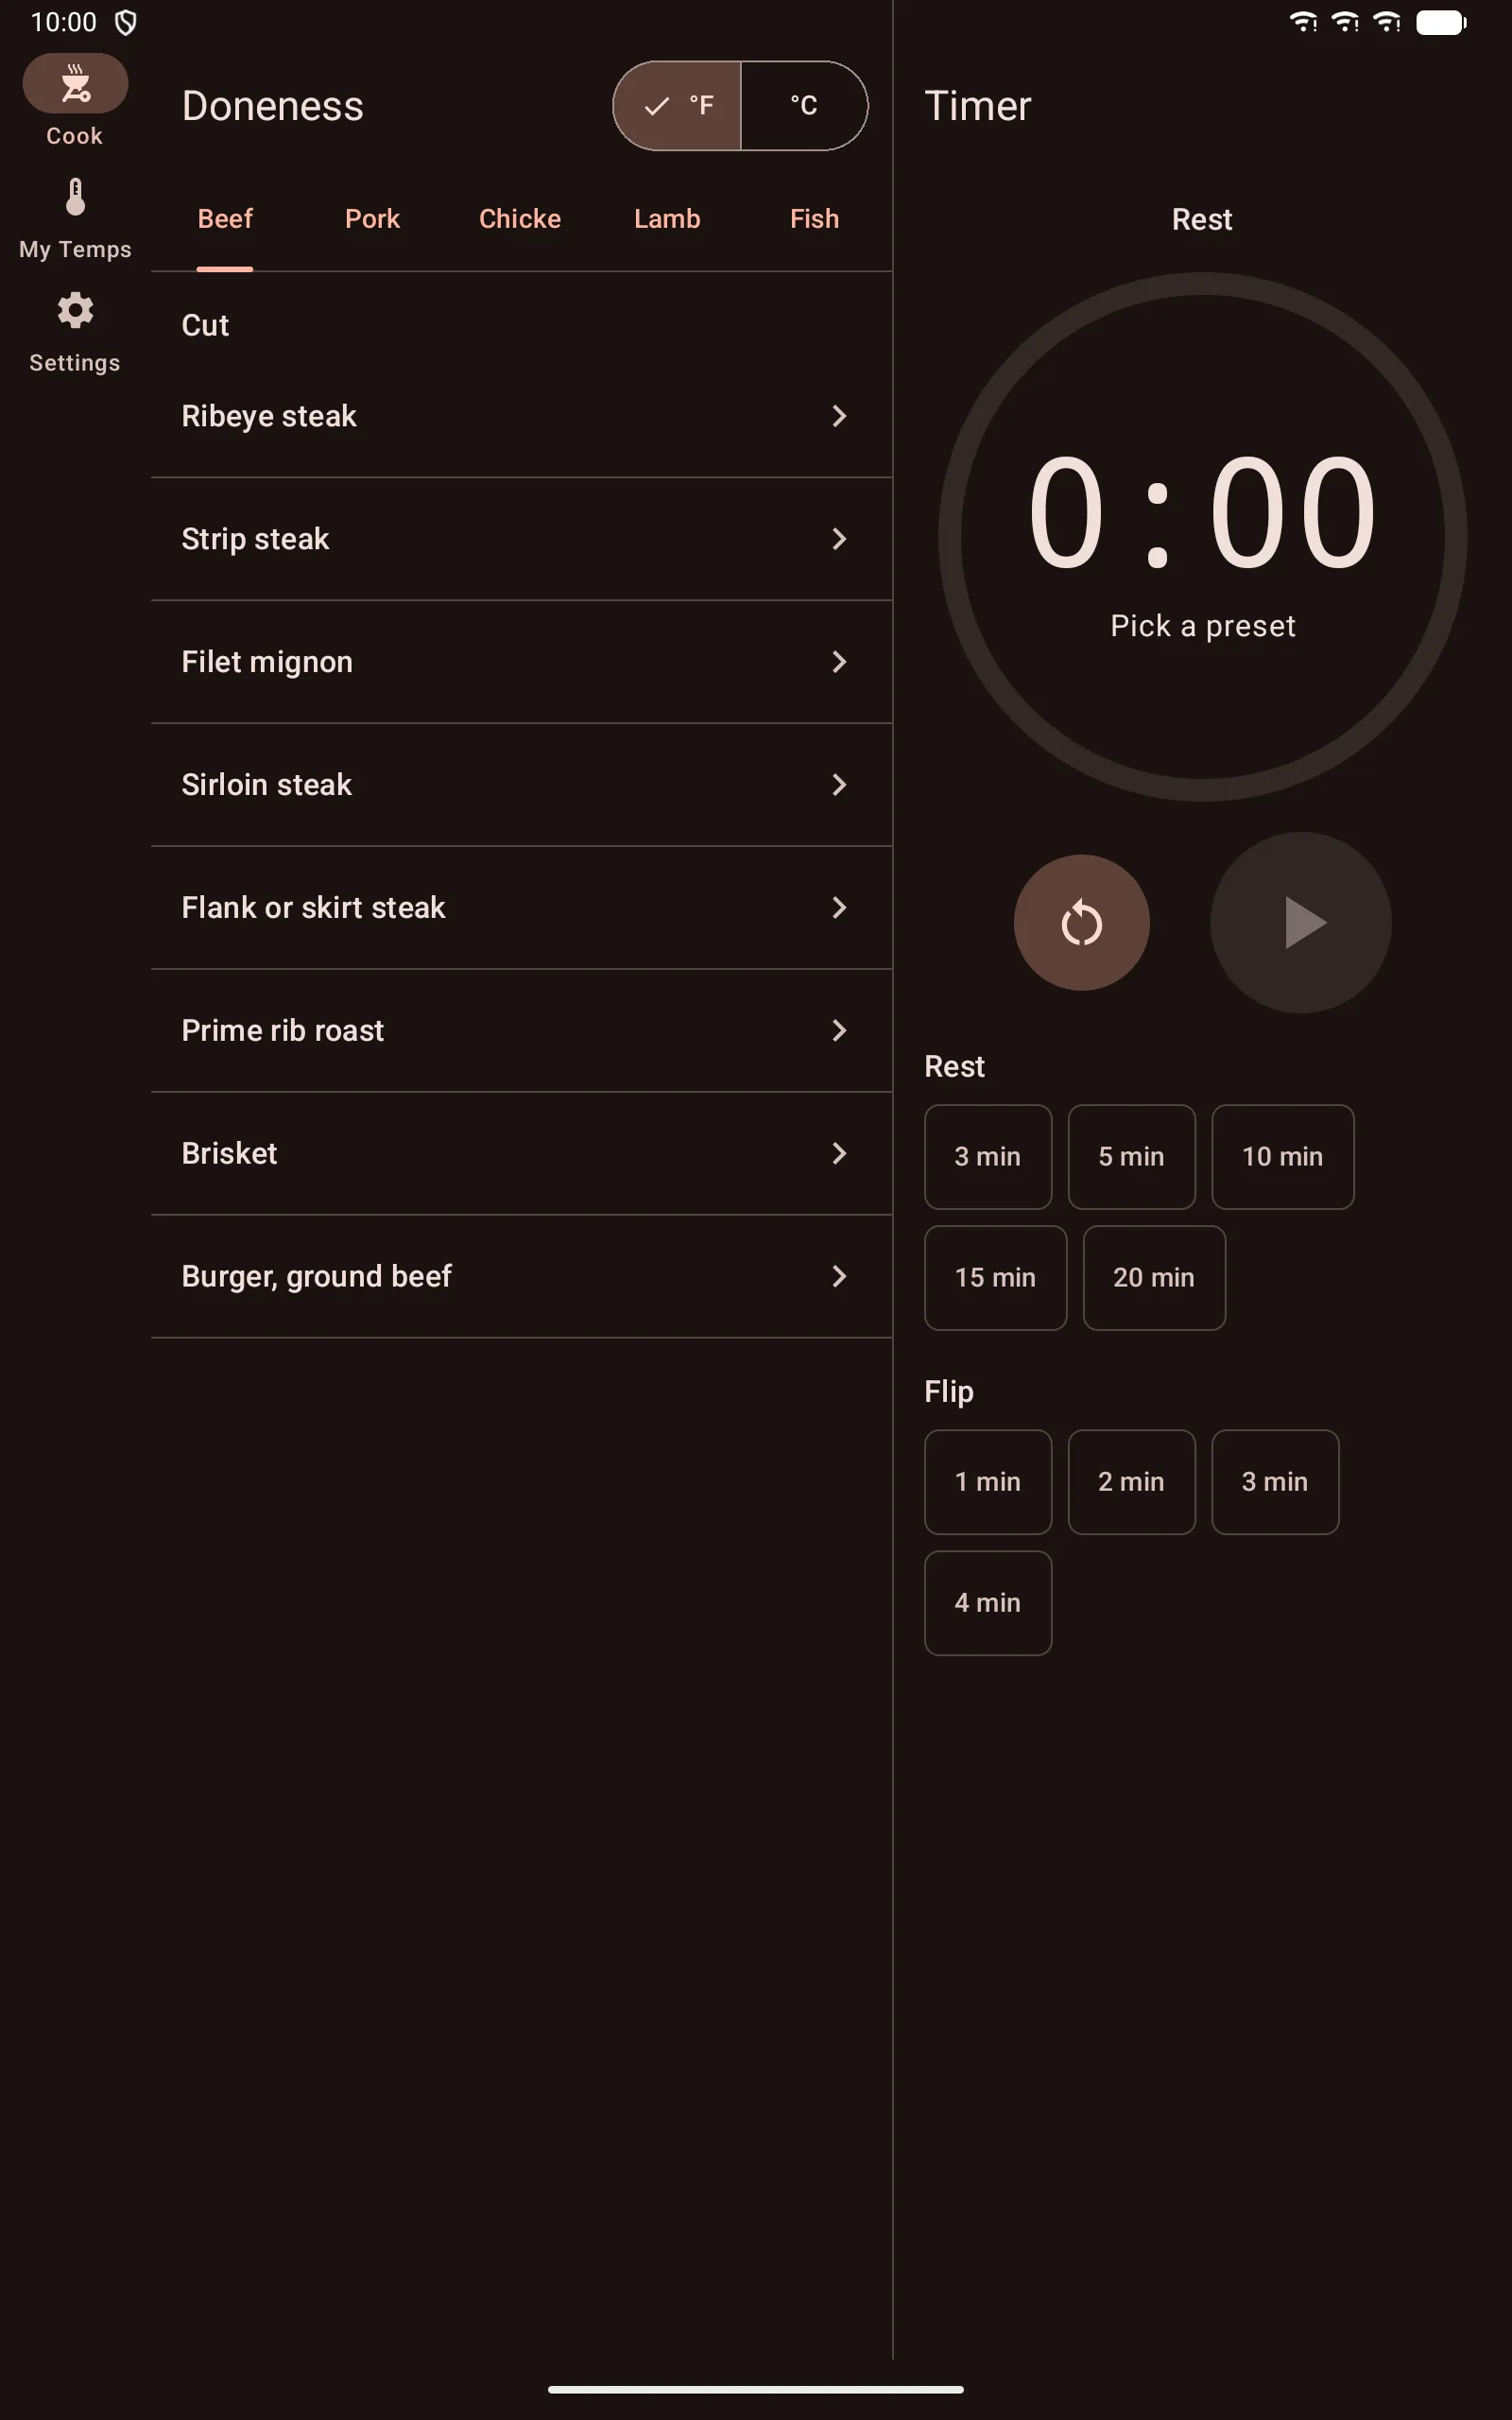 10:00
Cook
My Temps
Settings
Doneness
°F
°C
Beef
Pork
Chicke
Lamb
Fish
Cut
Ribeye steak
Strip steak
Filet mignon
Sirloin steak
Flank or skirt steak
Prime rib roast
Brisket
Burger, ground beef
Timer
Rest
0:00
Pick a preset
Rest
3 min
5 min
10 min
15 min
20 min
Flip
1 min
2 min
3 min
4 min